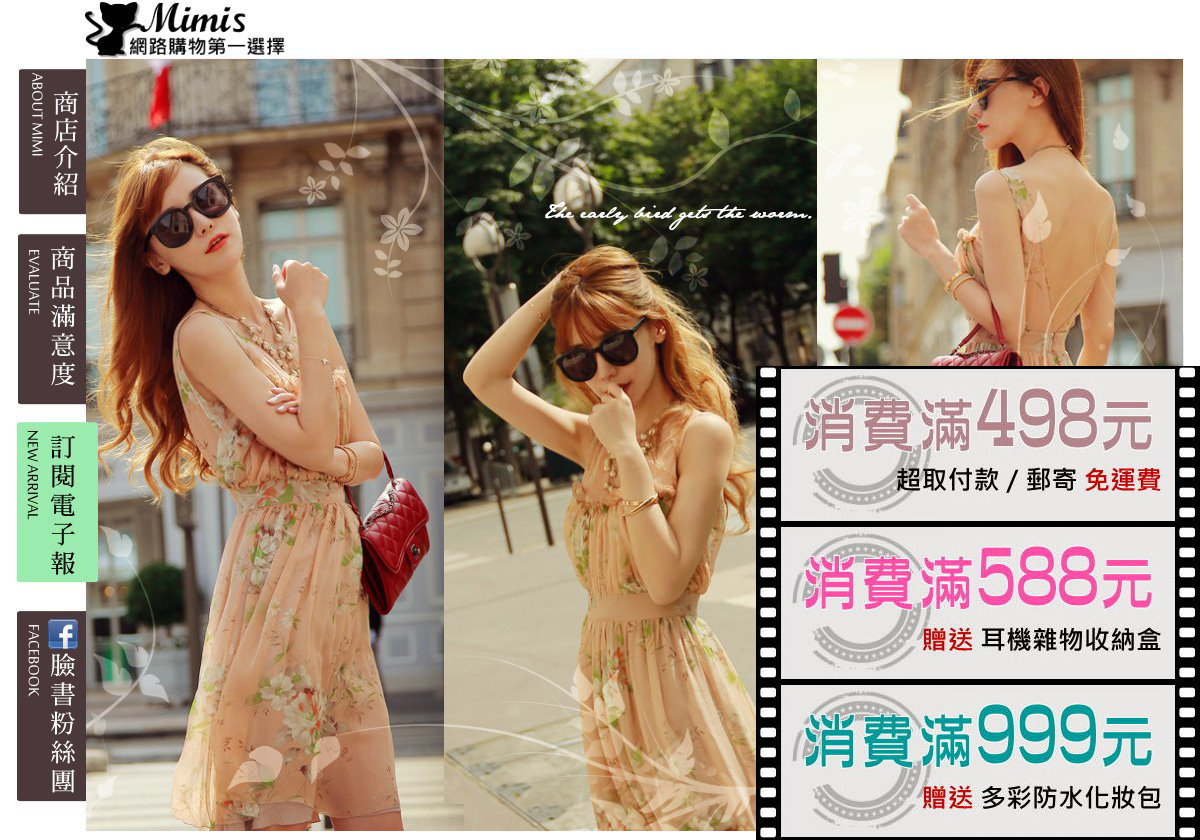 Mimis
網路購物第一選擇
商店介紹
ABOUT MIMI
商品滿意度
EVALUATE
訂閱電子報
NEW ARRIVAL
f
臉書粉絲團
FACEBOOK
The early bird gets the worm.
消費滿498元
超取付款 / 郵寄 免運費
消費滿588元
贈送 耳機雜物收納盒
消費滿999元
贈送 多彩防水化妝包